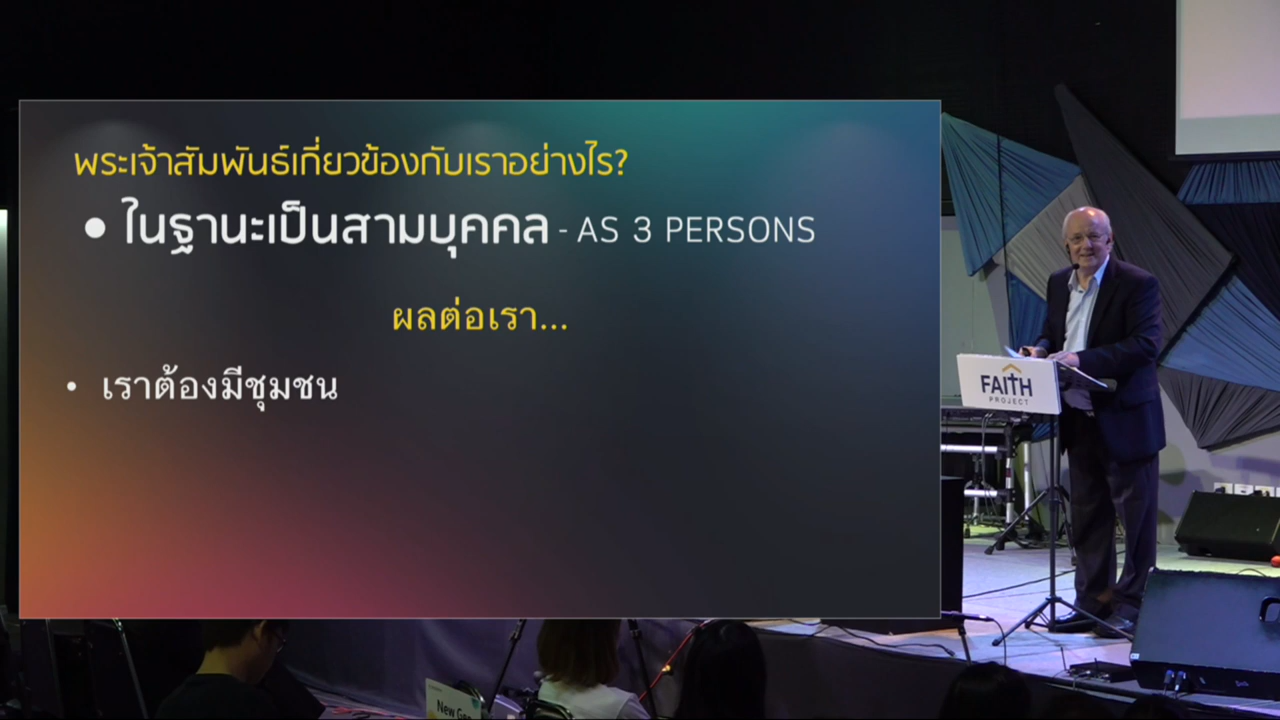 พระเจ้าสัมพันธ์เกี่ยวข้องกับเราอย่างไร?
● ในฐานะเป็นสามบุคคล - AS 3 PERSONS
ผลต่อเรา...
• เราต้องมีชุมชน
FAITH
PROJECT
New